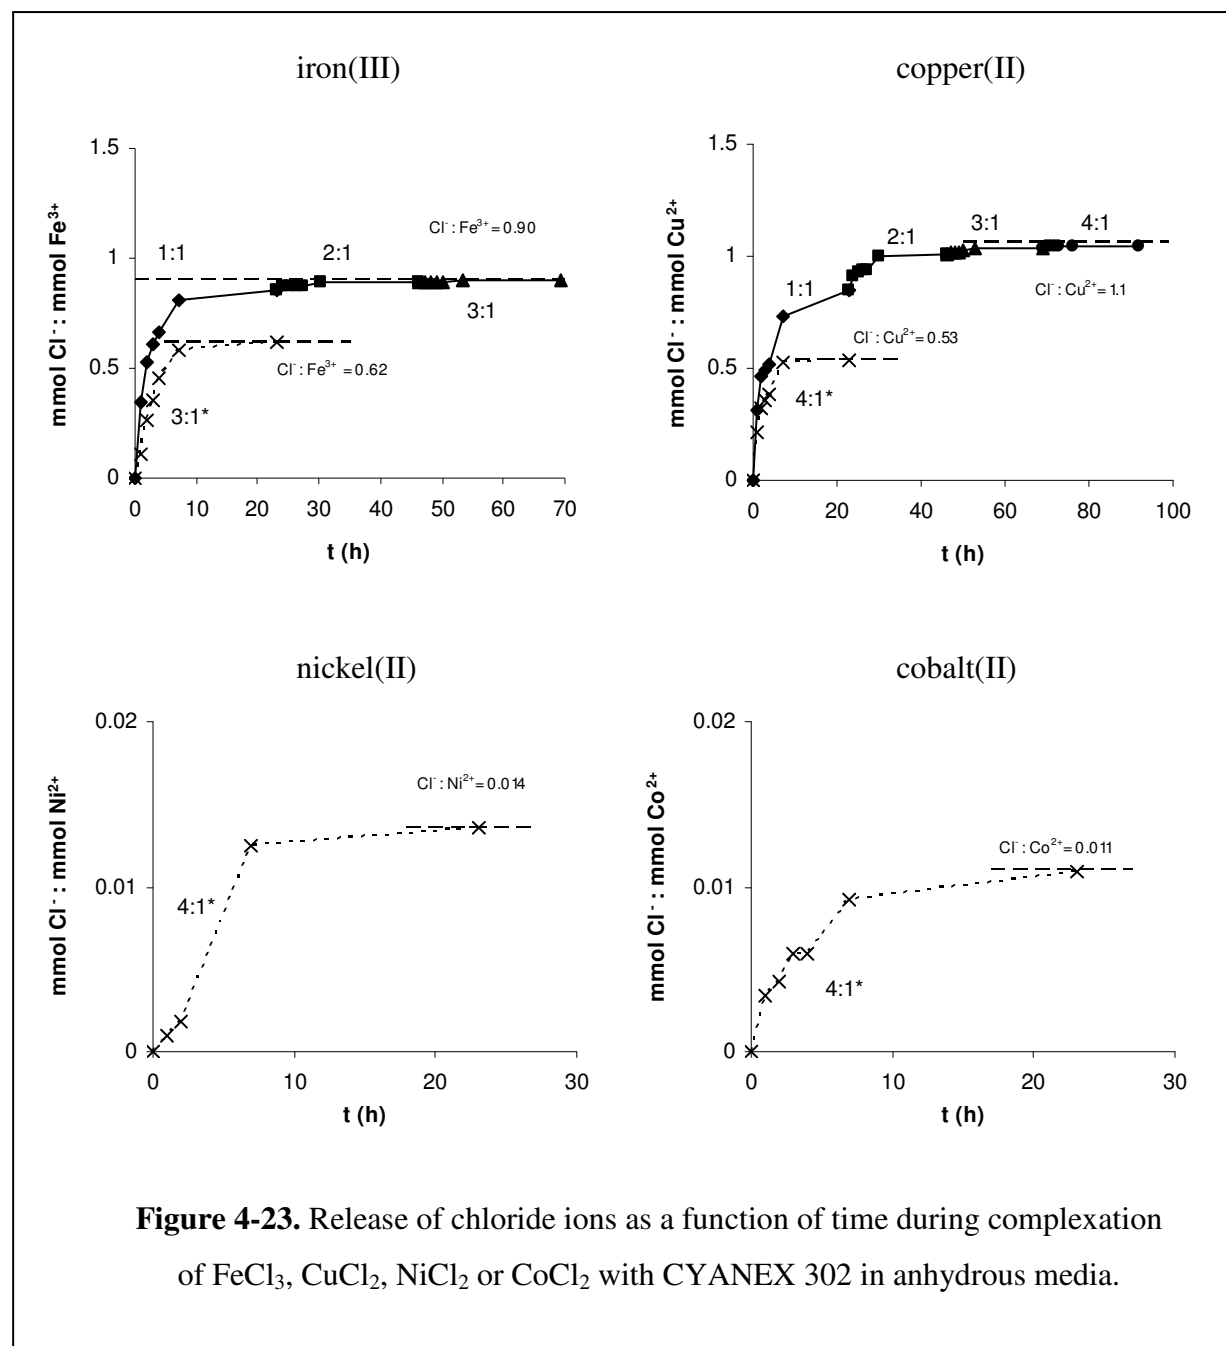 iron(III)
mmol Cl⁻ : mmol Fe³⁺
1.5
1
0.5
0
1:1
2:1
3:1
3:1*
Cl⁻ : Fe³⁺ = 0.90
Cl⁻ : Fe³⁺ = 0.62
0 10 20 30 40 50 60 70
t (h)
copper(II)
mmol Cl⁻ : mmol Cu²⁺
1.5
1
0.5
0
1:1
2:1
3:1
4:1
4:1*
Cl⁻ : Cu²⁺ = 1.1
Cl⁻ : Cu²⁺ = 0.53
0 20 40 60 80 100
t (h)
nickel(II)
mmol Cl⁻ : mmol Ni²⁺
0.02
0.01
0
Cl⁻ : Ni²⁺ = 0.014
4:1*
0 10 20 30
t (h)
cobalt(II)
mmol Cl⁻ : mmol Co²⁺
0.02
0.01
0
Cl⁻ : Co²⁺ = 0.011
4:1*
0 10 20 30
t (h)
Figure 4-23. Release of chloride ions as a function of time during complexation
of FeCl₃, CuCl₂, NiCl₂ or CoCl₂ with CYANEX 302 in anhydrous media.